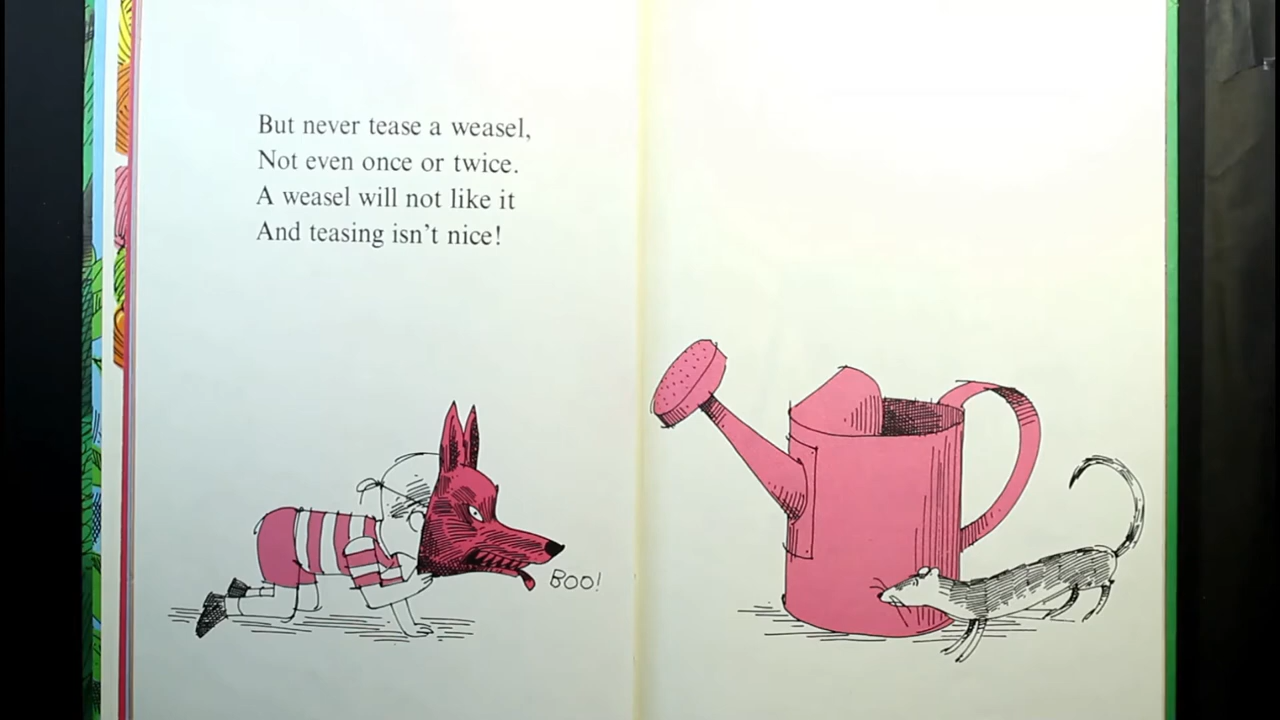 But never tease a weasel,
Not even once or twice.
A weasel will not like it
And teasing isn't nice!
BOO!